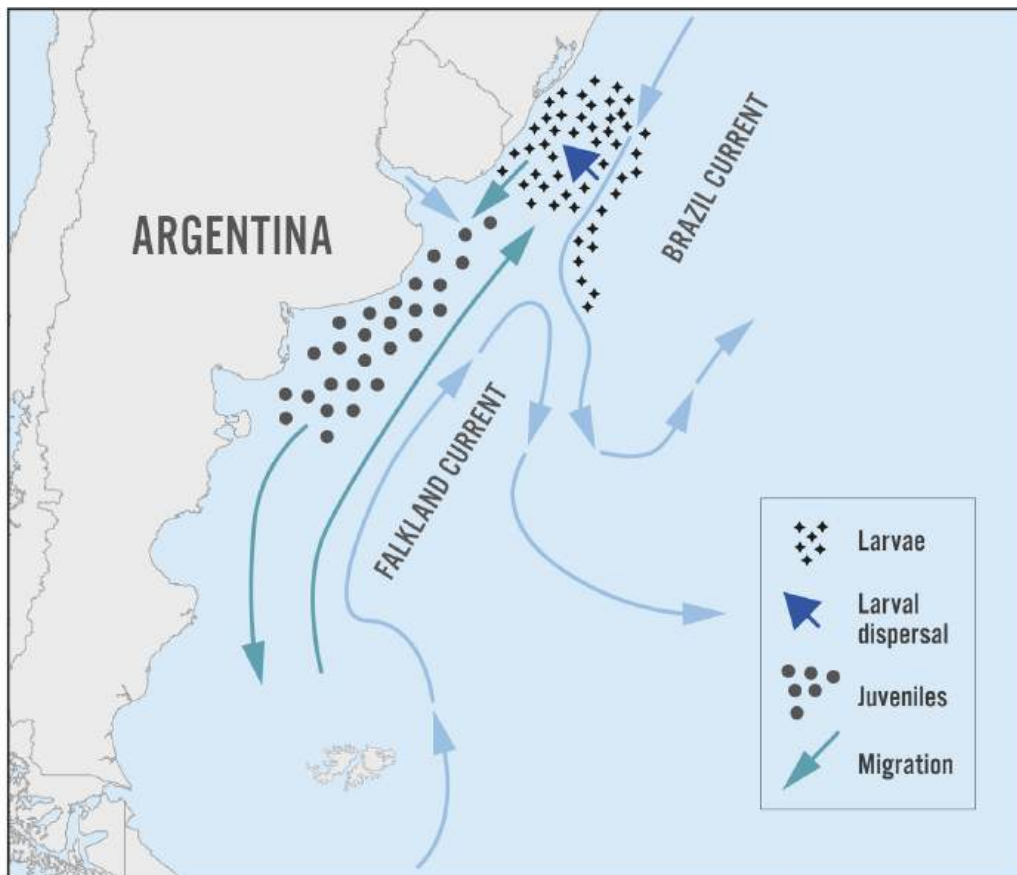 ARGENTINA
BRAZIL CURRENT
FALKLAND CURRENT
Larvae
Larval
dispersal
Juveniles
Migration